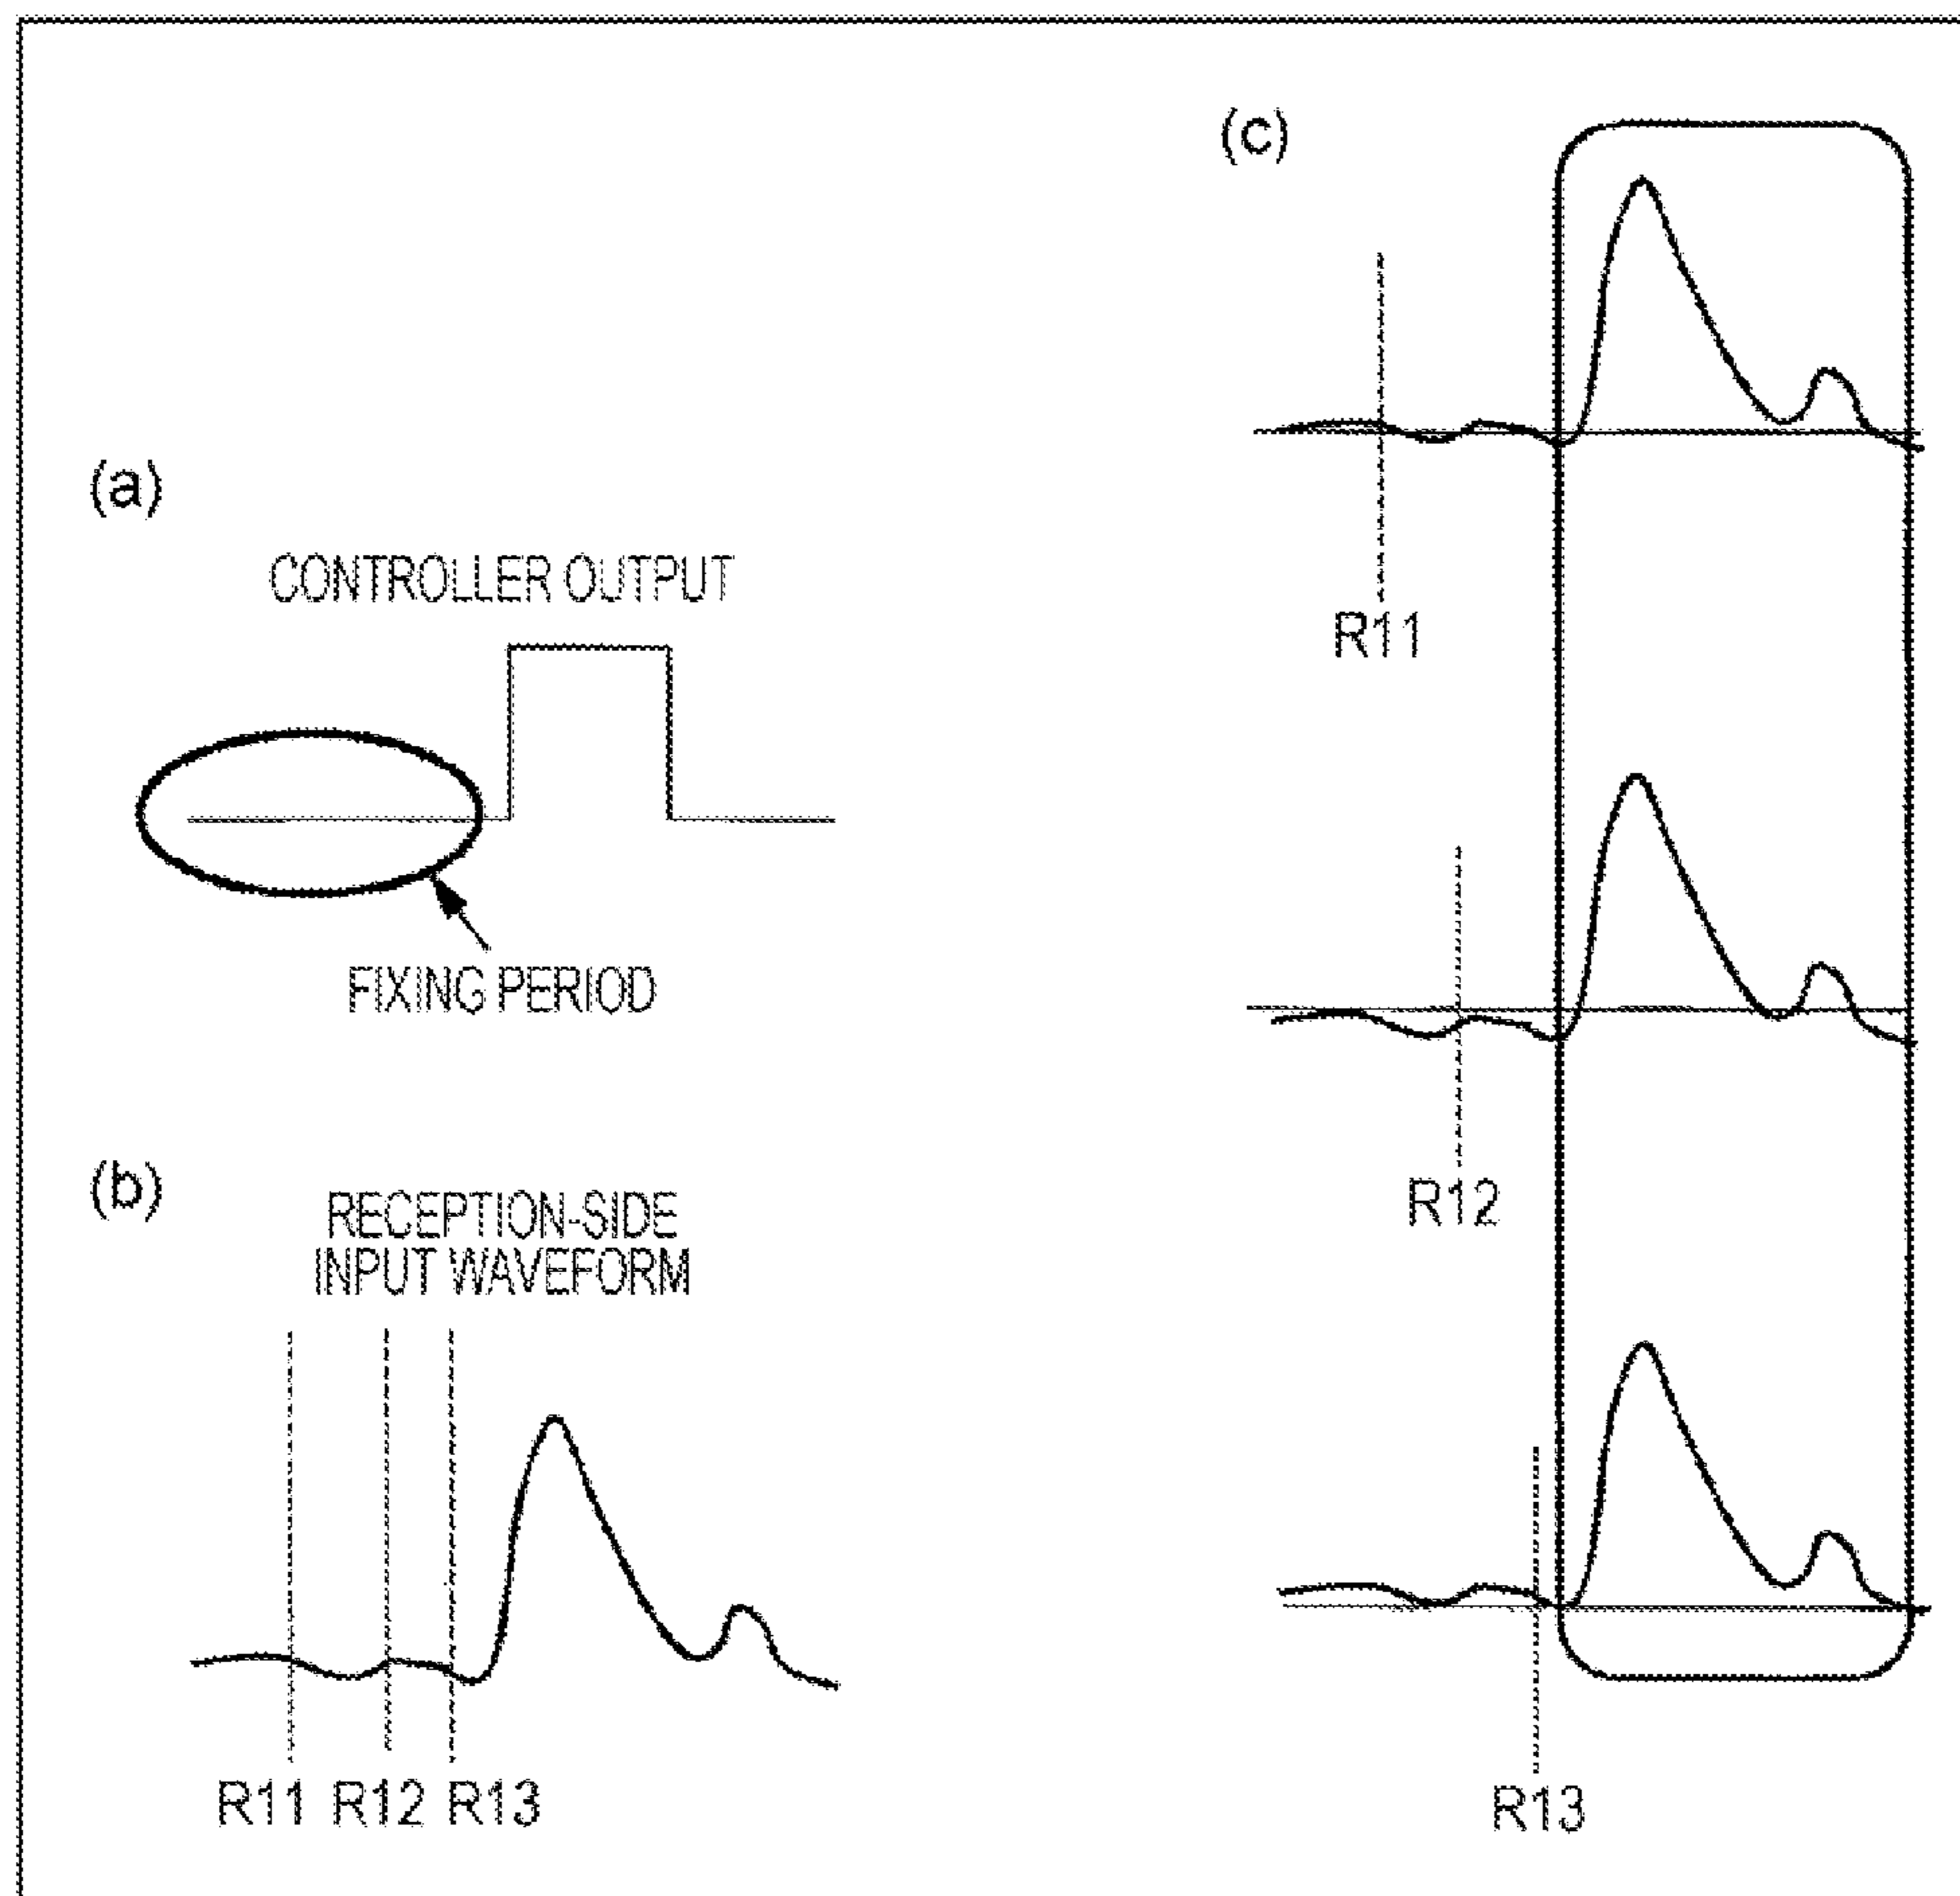 (a)
CONTROLLER OUTPUT
FIXING PERIOD
(b)
RECEPTION-SIDE
INPUT WAVEFORM
R11 R12 R13
(c)
R11
R12
R13